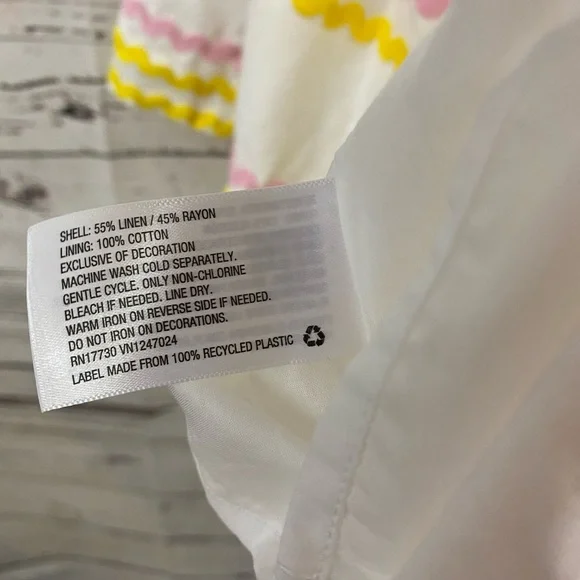 SHELL: 55% LINEN / 45% RAYON
LINING: 100% COTTON
EXCLUSIVE OF DECORATION
MACHINE WASH COLD SEPARATELY.
GENTLE CYCLE. ONLY NON-CHLORINE
BLEACH IF NEEDED. LINE DRY.
WARM IRON ON REVERSE SIDE IF NEEDED.
DO NOT IRON ON DECORATIONS.
RN17730 VN1247024
LABEL MADE FROM 100% RECYCLED PLASTIC